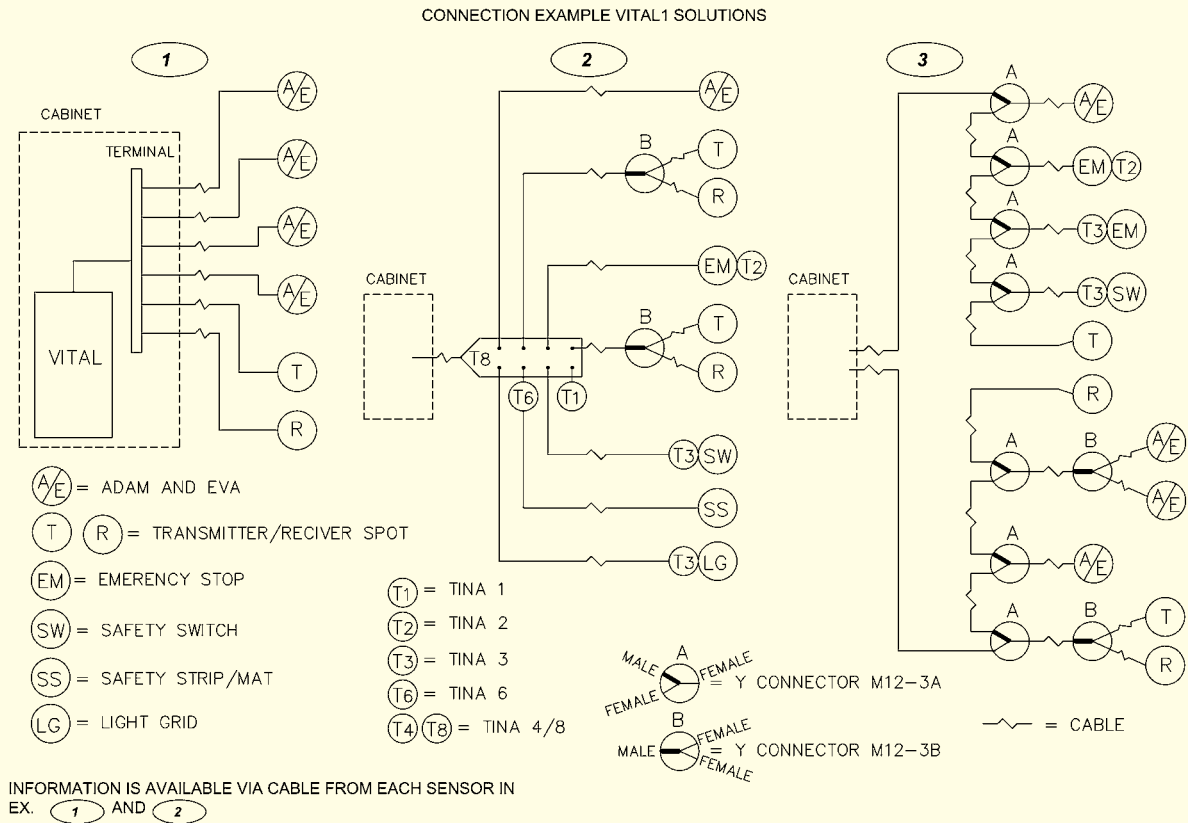 CONNECTION EXAMPLE VITAL1 SOLUTIONS
1
2
3
CABINET
TERMINAL
VITAL
A/E
A/E
A/E
A/E
T
R
A/E
B
T
R
EM T2
CABINET
B
T
R
T8
T6
T1
T3 SW
SS
T3 LG
A
A/E
A
EM T2
A
T3 EM
A
T3 SW
CABINET
T
R
A
B
A/E
A/E
A
A/E
A
B
T
R
A/E = ADAM AND EVA
T R = TRANSMITTER/RECIVER SPOT
EM = EMERENCY STOP
SW = SAFETY SWITCH
SS = SAFETY STRIP/MAT
LG = LIGHT GRID
T1 = TINA 1
T2 = TINA 2
T3 = TINA 3
T6 = TINA 6
T4 T8 = TINA 4/8
A
MALE
FEMALE
FEMALE
= Y CONNECTOR M12-3A
B
MALE
FEMALE
FEMALE
= Y CONNECTOR M12-3B
= CABLE
INFORMATION IS AVAILABLE VIA CABLE FROM EACH SENSOR IN
EX. 1 AND 2